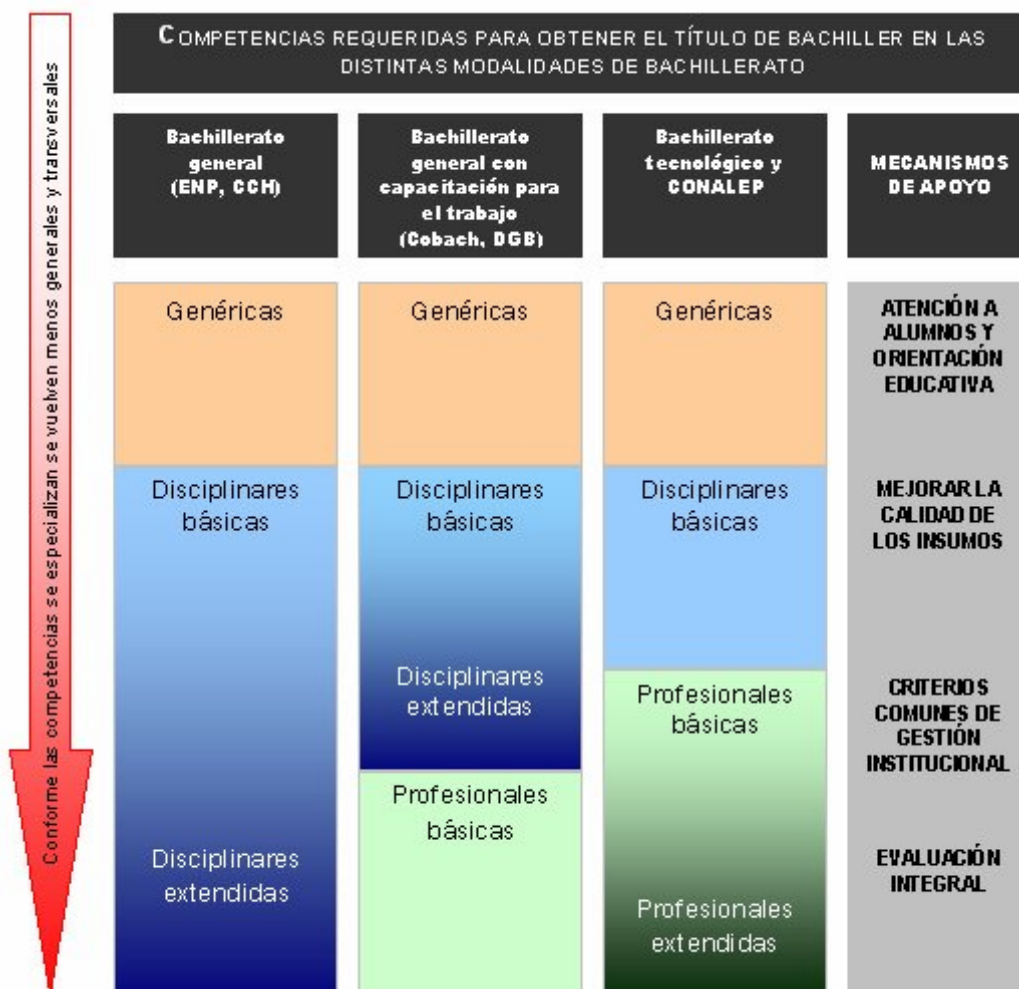 Conforme las competencias se especializan se vuelven menos generales y transversales
COMPETENCIAS REQUERIDAS PARA OBTENER EL TÍTULO DE BACHILLER EN LAS
DISTINTAS MODALIDADES DE BACHILLERATO
Bachillerato
general
(ENP, CCH)
Bachillerato
general con
capacitación para
el trabajo
(Cobach, DGB)
Bachillerato
tecnológico y
CONALEP
MECANISMOS
DE APOYO
Genéricas
Genéricas
Genéricas
ATENCIÓN A
ALUMNOS Y
ORIENTACIÓN
EDUCATIVA
Disciplinares
básicas
Disciplinares
básicas
Disciplinares
básicas
MEJORAR LA
CALIDAD DE
LOS INSUMOS
Disciplinares
extendidas
Profesionales
básicas
CRITERIOS
COMUNES DE
GESTIÓN
INSTITUCIONAL
Disciplinares
extendidas
Profesionales
básicas
Profesionales
extendidas
EVALUACIÓN
INTEGRAL